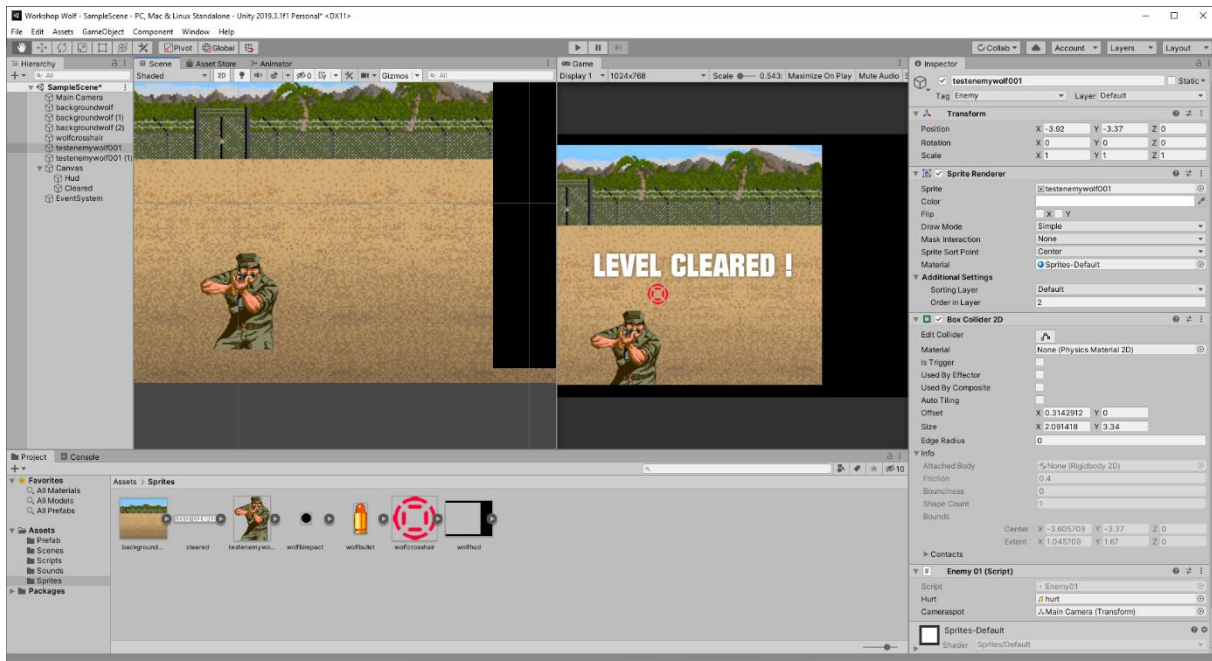 Workshop Wolf - SampleScene - PC, Mac & Linux Standalone - Unity 2019.3.1f1 Personal* <DX11>
File Edit Assets GameObject Component Window Help
Pivot Global Collab Account Layers Layout
Hierarchy
All
SampleScene*
Main Camera
backgroundwolf
backgroundwolf (1)
backgroundwolf (2)
wolfcrosshair
testenemywolf001
testenemywolf001 (1)
Canvas
Hud
Cleared
EventSystem
Scene Asset Store Animator
Shaded 2D 0 Gizmos All
Game
Display 1 1024x768 Scale 0.543: Maximize On Play Mute Audio S
LEVEL CLEARED !
Inspector
testenemywolf001 Static
Tag Enemy Layer Default
Transform
Position X -3.92 Y -3.37 Z 0
Rotation X 0 Y 0 Z 0
Scale X 1 Y 1 Z 1
Sprite Renderer
Sprite testenemywolf001
Color
Flip X Y
Draw Mode Simple
Mask Interaction None
Sprite Sort Point Center
Material Sprites-Default
Additional Settings
Sorting Layer Default
Order in Layer 2
Box Collider 2D
Edit Collider
Material None (Physics Material 2D)
Is Trigger
Used By Effector
Used By Composite
Auto Tiling
Offset X 0.3142912 Y 0
Size X 2.091418 Y 3.34
Edge Radius 0
Info
Attached Body None (Rigidbody 2D)
Friction 0.4
Bounciness 0
Shape Count 1
Bounds
Center X -3.605709 Y -3.37 Z 0
Extent X 1.045709 Y 1.67 Z 0
Contacts
Enemy 01 (Script)
Script Enemy01
Hurt hurt
Cameraspot Main Camera (Transform)
Sprites-Default
Shader Sprites/Default
Project Console
10
Favorites
All Materials
All Models
All Prefabs
Assets
Prefab
Scenes
Scripts
Sounds
Sprites
Packages
Assets > Sprites
LEVEL CLEARED
background... cleared testenemywo... wolfbimpact wolfbullet wolfcrosshair wolfhud